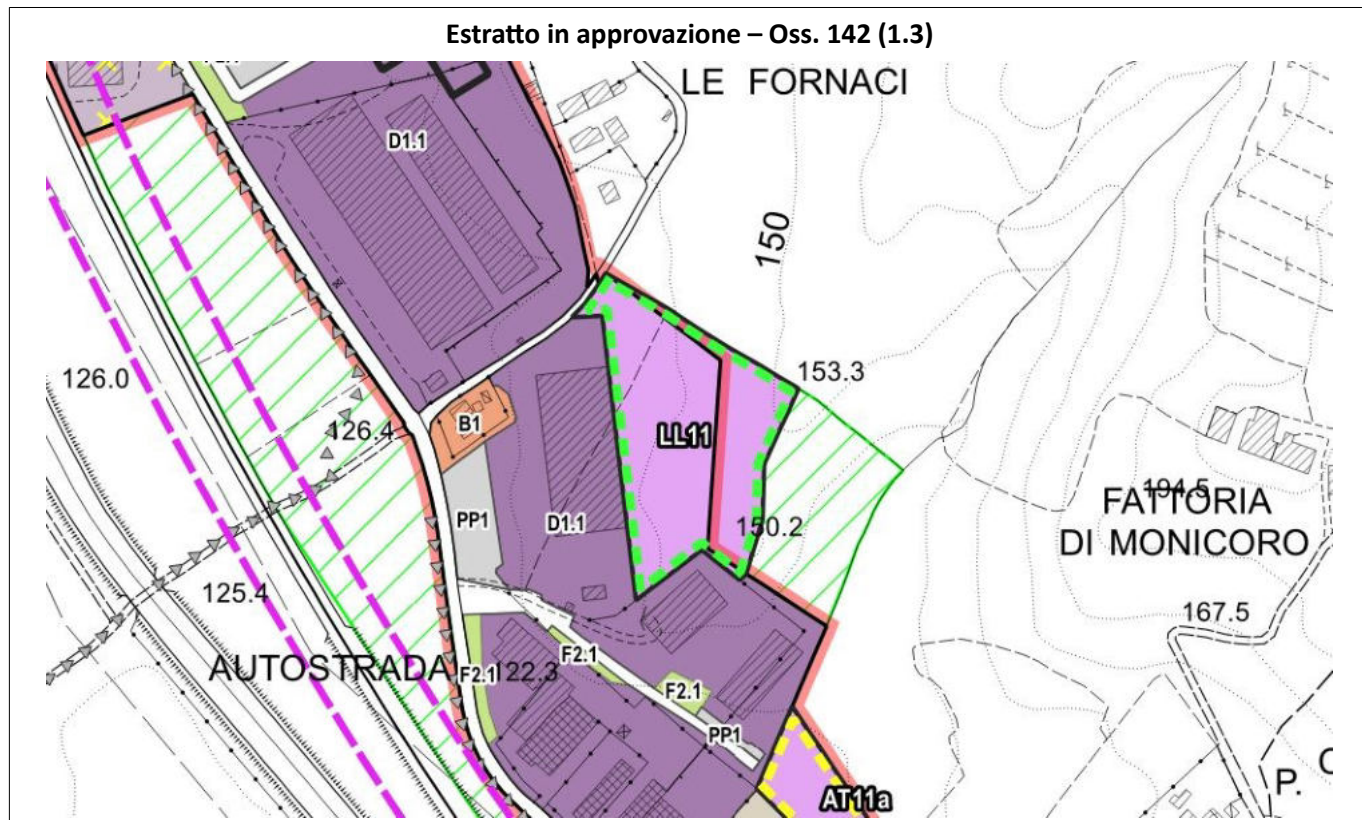 Estratto in approvazione – Oss. 142 (1.3)
LE FORNACI
D1.1
150
126.0
153.3
126.4
B1
LL11
194.5
FATTORIA
DI MONICORO
PP1
D1.1
150.2
125.4
167.5
AUTOSTRADA
F2.1
122.3
F2.1
F2.1
PP1
AT11a
P.